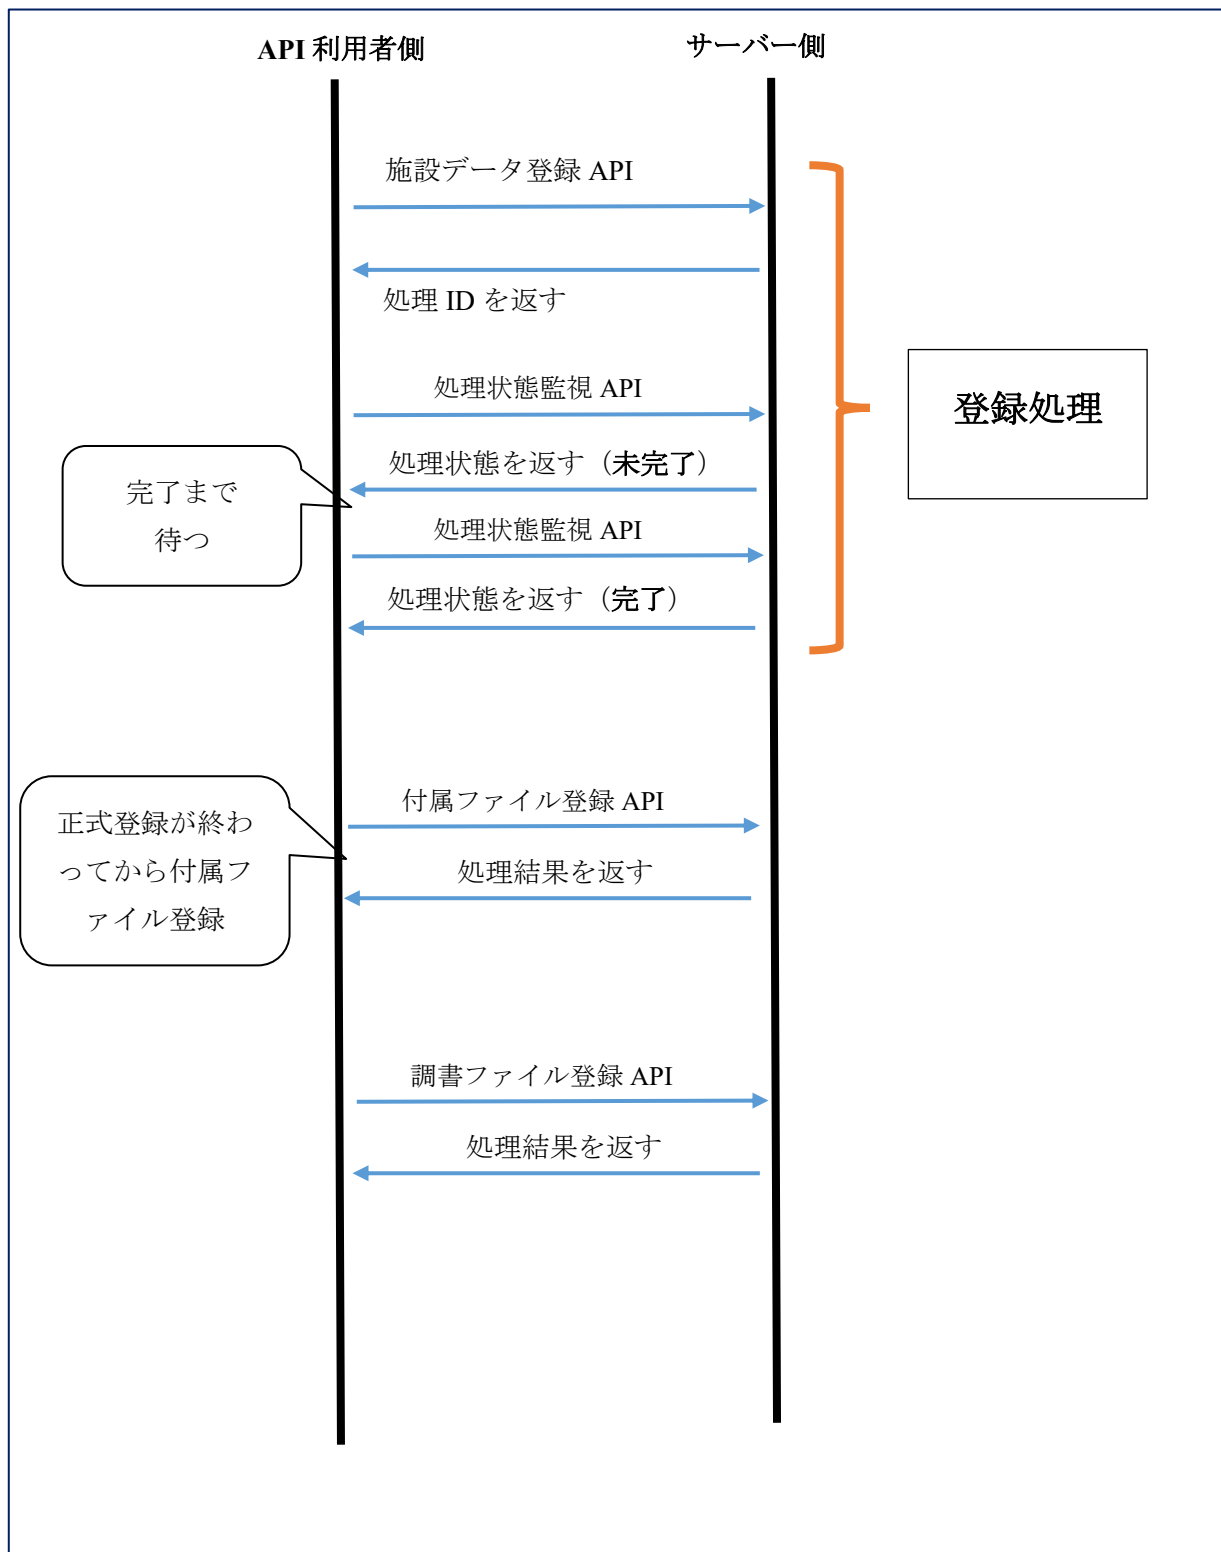 API 利用者側
サーバー側
施設データ登録 API
処理 ID を返す
処理状態監視 API
登録処理
処理状態を返す（未完了）
完了まで
待つ
処理状態監視 API
処理状態を返す（完了）
付属ファイル登録 API
正式登録が終わ
ってから付属フ
ァイル登録
処理結果を返す
調書ファイル登録 API
処理結果を返す